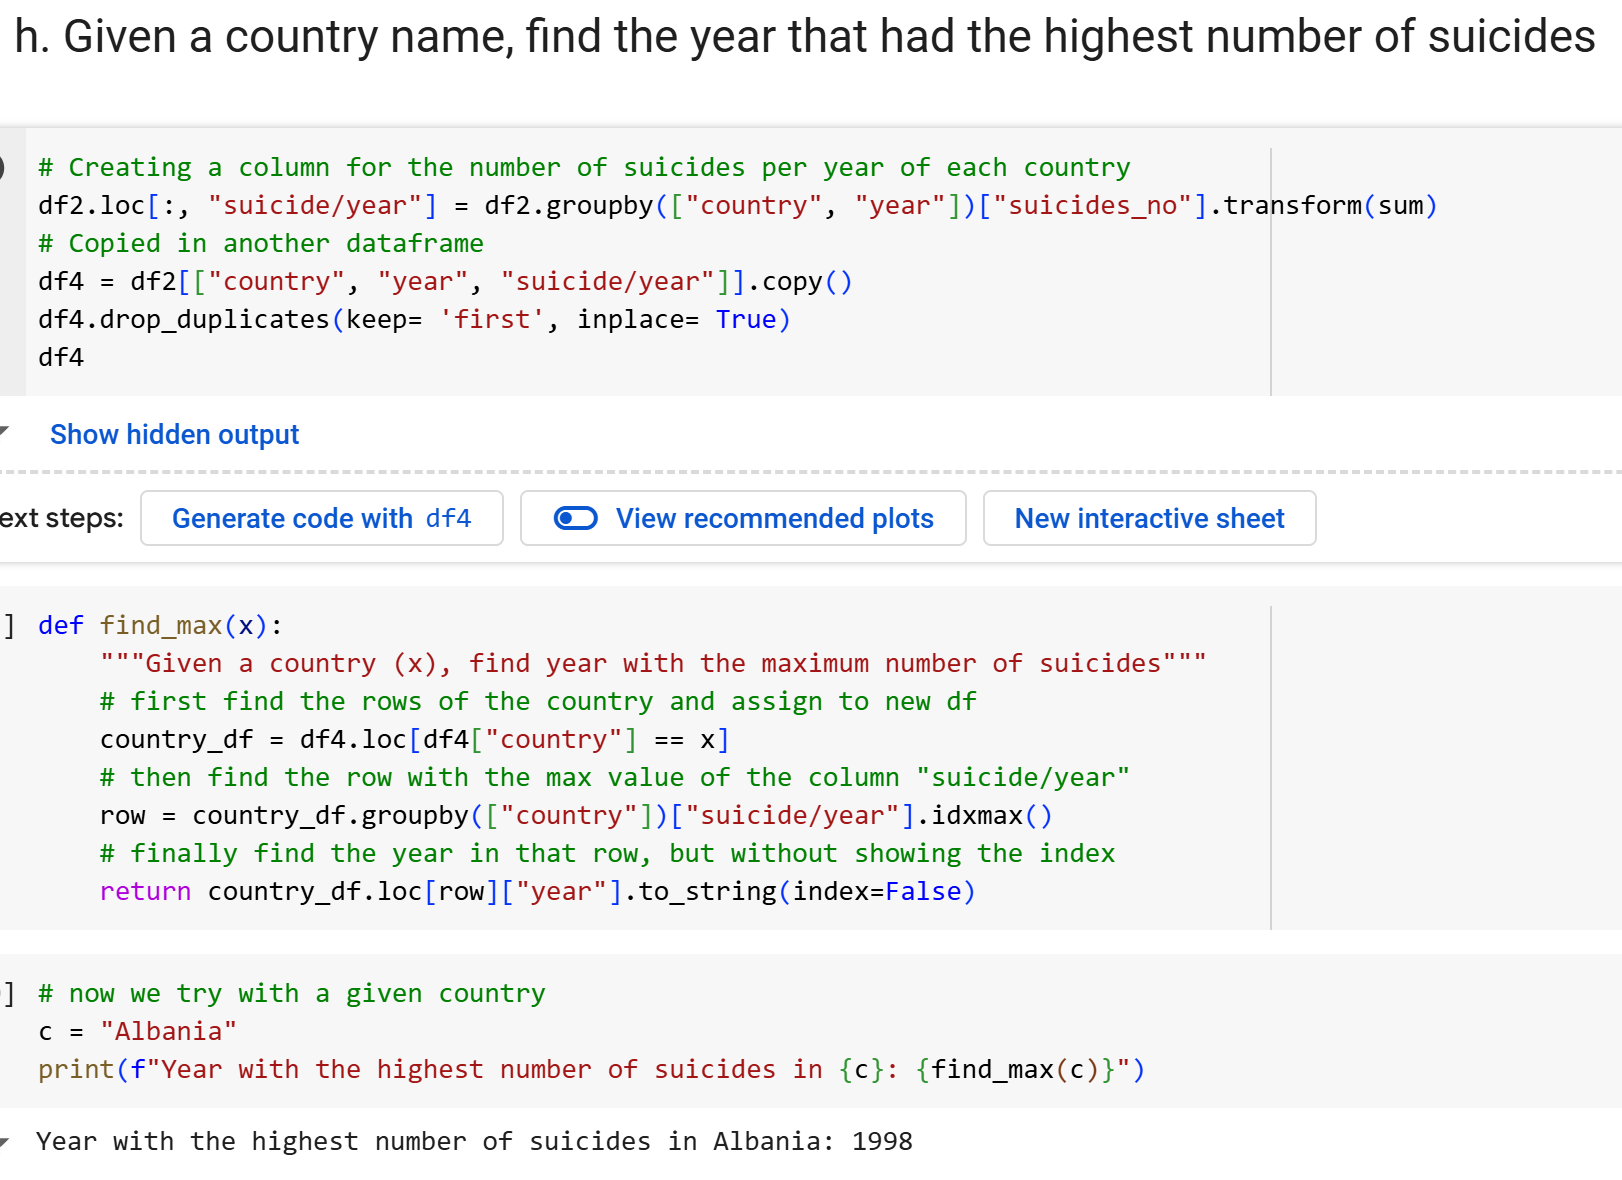 h. Given a country name, find the year that had the highest number of suicides
# Creating a column for the number of suicides per year of each country
df2.loc[:, "suicide/year"] = df2.groupby(["country", "year"])["suicides_no"].transform(sum)
# Copied in another dataframe
df4 = df2[["country", "year", "suicide/year"]].copy()
df4.drop_duplicates(keep= 'first', inplace= True)
df4
Show hidden output
ext steps: Generate code with df4 View recommended plots New interactive sheet
] def find_max(x):
"""Given a country (x), find year with the maximum number of suicides"""
# first find the rows of the country and assign to new df
country_df = df4.loc[df4["country"] == x]
# then find the row with the max value of the column "suicide/year"
row = country_df.groupby(["country"])["suicide/year"].idxmax()
# finally find the year in that row, but without showing the index
return country_df.loc[row]["year"].to_string(index=False)
] # now we try with a given country
c = "Albania"
print(f"Year with the highest number of suicides in {c}: {find_max(c)}")
Year with the highest number of suicides in Albania: 1998